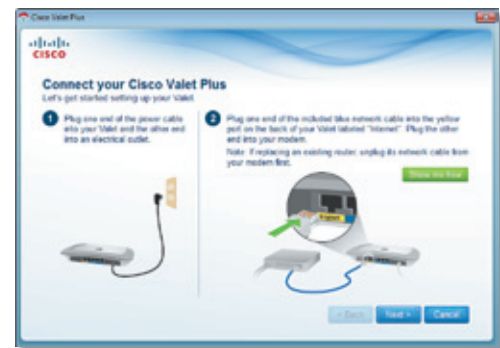 Cisco Valet Plus
CISCO
Connect your Cisco Valet Plus
Let's get started setting up your Valet.
1 Plug one end of the power cable
into your Valet and the other end
into an electrical outlet.
2 Plug one end of the included blue network cable into the yellow
port on the back of your Valet labeled "Internet". Plug the other
end into your modem.
Note: If replacing an existing router, unplug its network cable from
your modem first.
Show me how
Internet
< Back
Next >
Cancel